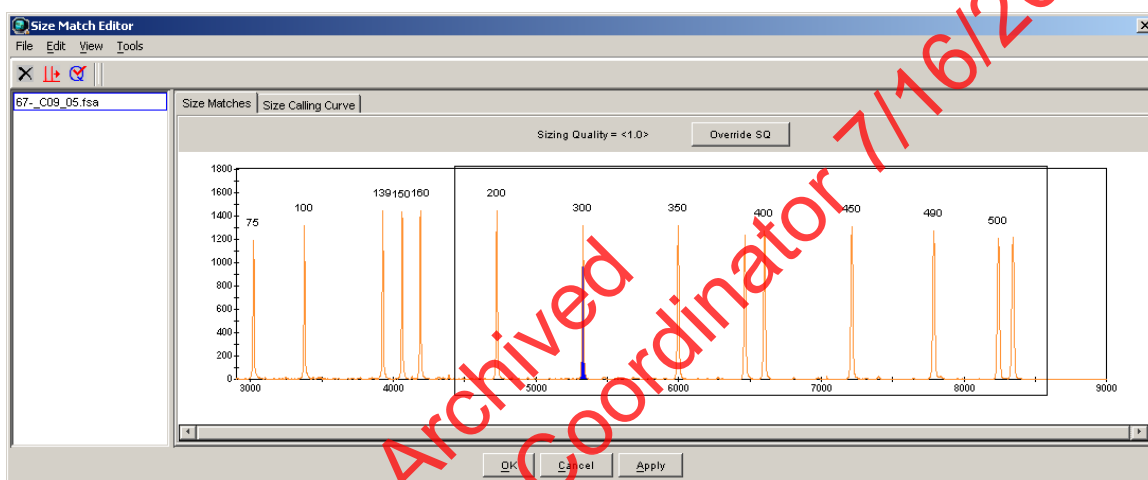 Size Match Editor
File Edit View Tools
67-_C09_05.fsa
Size Matches Size Calling Curve
Sizing Quality = <1.0> Override SQ
1800
1600
1400
1200
1000
800
600
400
200
0
75 100 139 150 160 200 300 350 400 450 490 500
3000 4000 5000 6000 7000 8000 9000
OK Cancel Apply
Archived
Coordinator 7/16/20